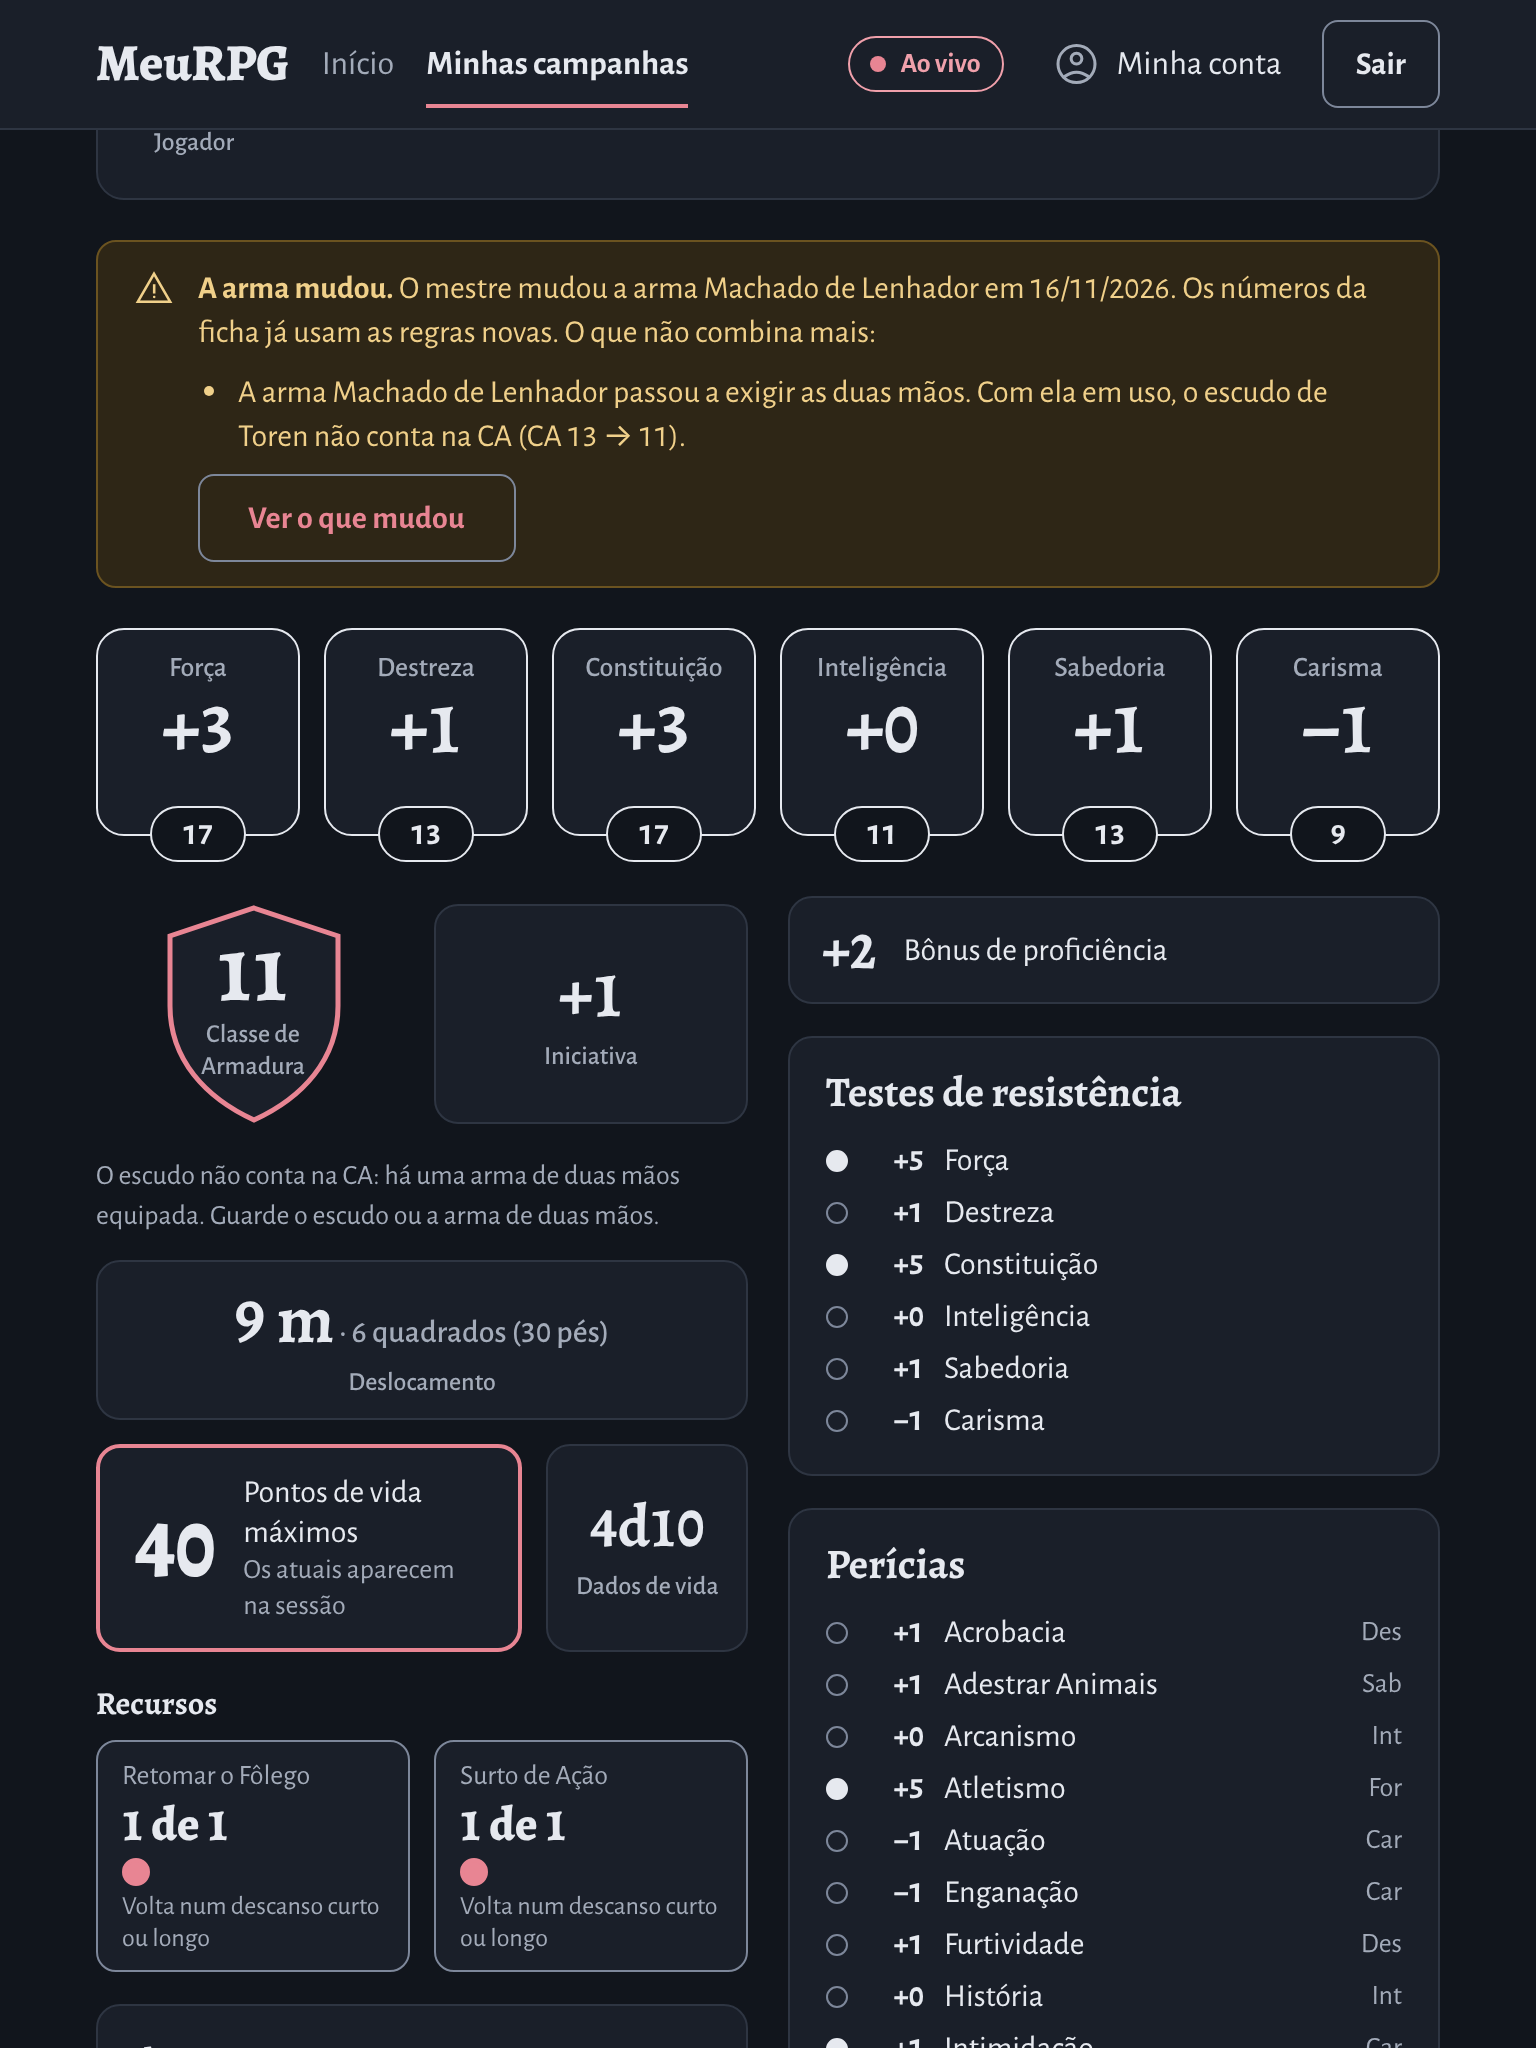 MeuRPG Início Minhas campanhas Ao vivo Minha conta Sair
Jogador
A arma mudou. O mestre mudou a arma Machado de Lenhador em 16/11/2026. Os números da
ficha já usam as regras novas. O que não combina mais:
• A arma Machado de Lenhador passou a exigir as duas mãos. Com ela em uso, o escudo de
Toren não conta na CA (CA 13 → 11).
Ver o que mudou
Força
+3
17
Destreza
+1
13
Constituição
+3
17
Inteligência
+0
11
Sabedoria
+1
13
Carisma
−1
9
11
Classe de
Armadura
+1
Iniciativa
O escudo não conta na CA: há uma arma de duas mãos
equipada. Guarde o escudo ou a arma de duas mãos.
9 m · 6 quadrados (30 pés)
Deslocamento
40
Pontos de vida
máximos
Os atuais aparecem
na sessão
4d10
Dados de vida
Recursos
Retomar o Fôlego
1 de 1
Volta num descanso curto
ou longo
Surto de Ação
1 de 1
Volta num descanso curto
ou longo
+2 Bônus de proficiência
Testes de resistência
+5 Força
+1 Destreza
+5 Constituição
+0 Inteligência
+1 Sabedoria
−1 Carisma
Perícias
+1 Acrobacia Des
+1 Adestrar Animais Sab
+0 Arcanismo Int
+5 Atletismo For
−1 Atuação Car
−1 Enganação Car
+1 Furtividade Des
+0 História Int
+1 Intimidação Car